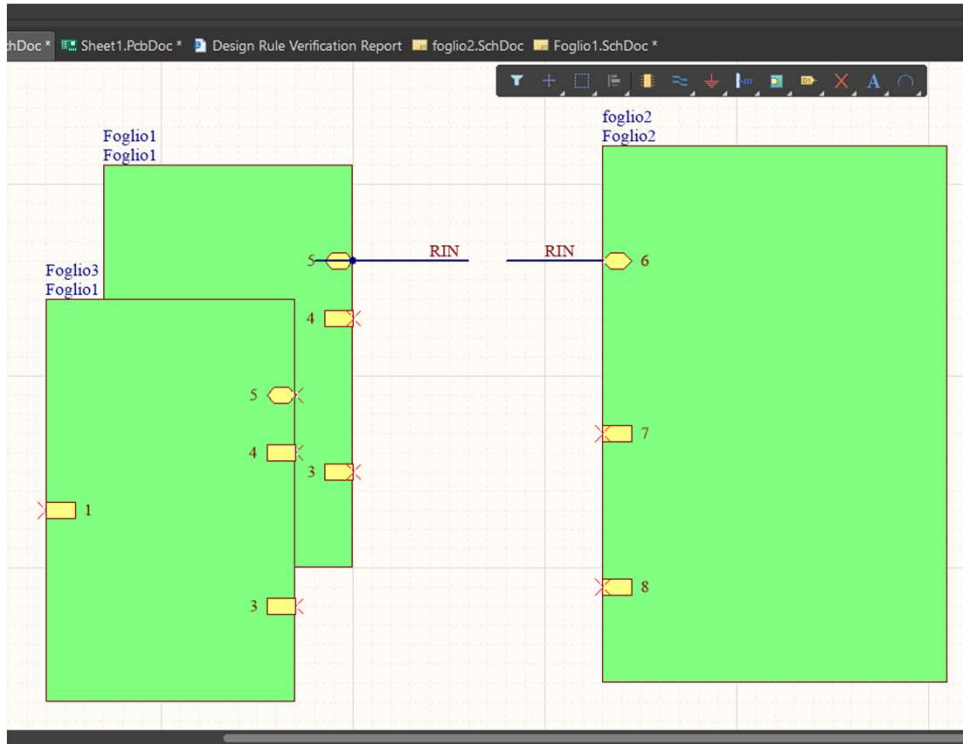 hDoc * Sheet1.PcbDoc * Design Rule Verification Report foglio2.SchDoc Foglio1.SchDoc *
A
foglio2
Foglio2
Foglio1
Foglio1
RIN
RIN
5
6
Foglio3
Foglio1
4
5
7
4
3
1
8
3